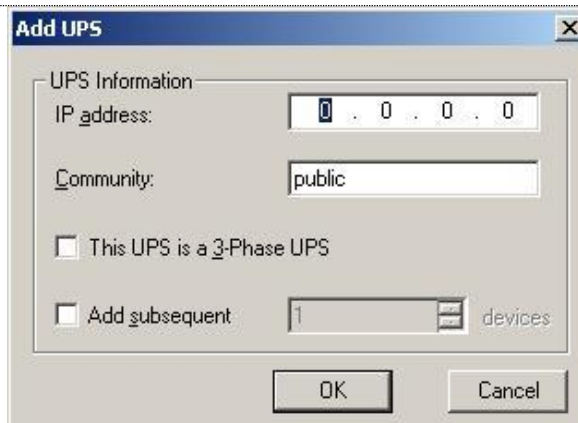 Add UPS
UPS Information
IP address: 0 . 0 . 0 . 0
Community: public
This UPS is a 3-Phase UPS
Add subsequent 1 devices
OK Cancel